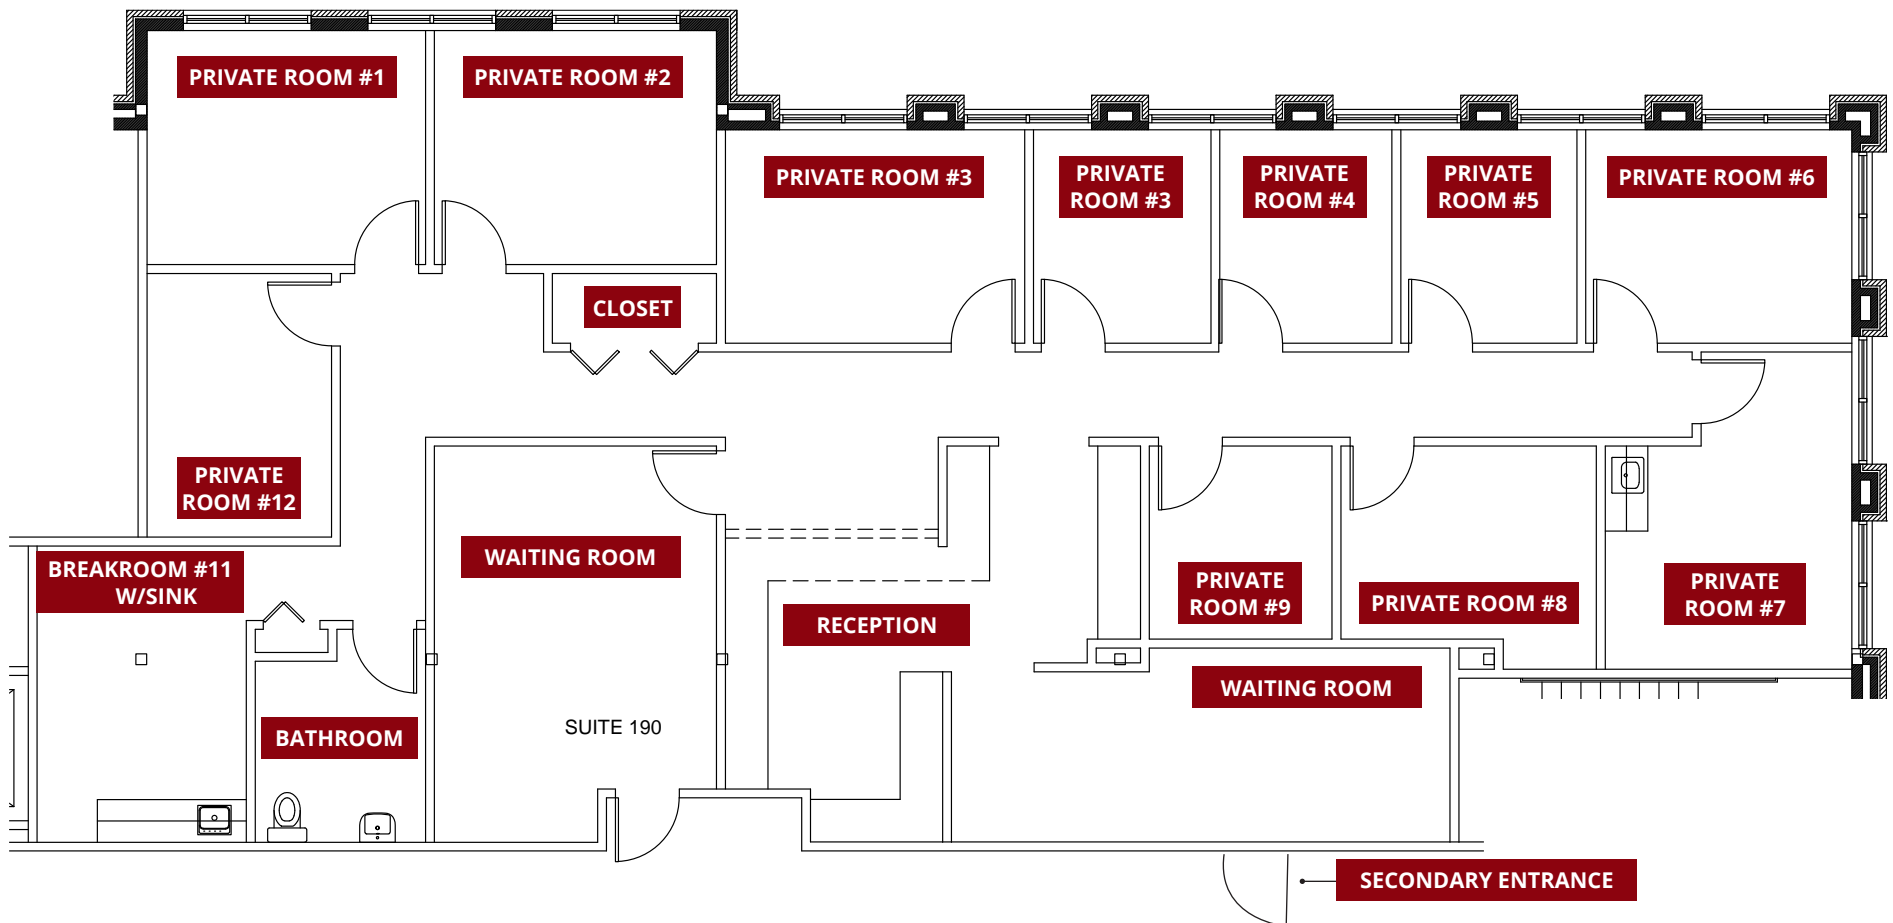 PRIVATE ROOM #1
PRIVATE ROOM #2
PRIVATE ROOM #3
PRIVATE
ROOM #3
PRIVATE
ROOM #4
PRIVATE
ROOM #5
PRIVATE ROOM #6
CLOSET
PRIVATE
ROOM #12
WAITING ROOM
BREAKROOM #11
W/SINK
PRIVATE
ROOM #9
PRIVATE ROOM #8
PRIVATE
ROOM #7
RECEPTION
WAITING ROOM
SUITE 190
BATHROOM
SECONDARY ENTRANCE